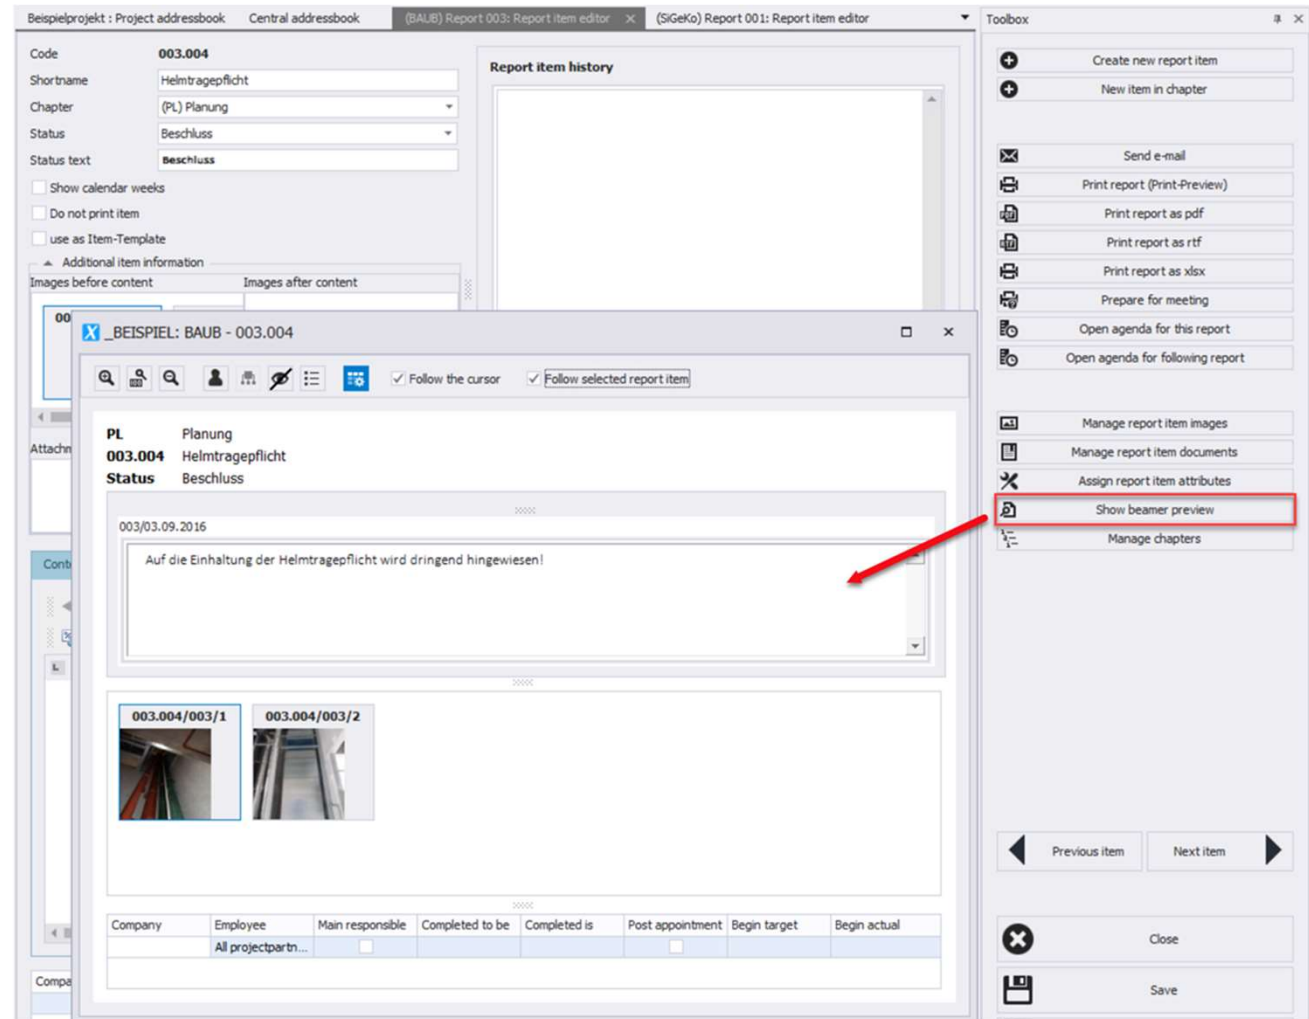 Beispielprojekt : Project addressbook Central addressbook (BAUB) Report 003: Report item editor × (SiGeKo) Report 001: Report item editor
Code 003.004
Shortname Helmtragepflicht
Chapter (PL) Planung
Status Beschluss
Status text Beschluss
Show calendar weeks
Do not print item
use as Item-Template
Additional item information
Images before content Images after content
00
Attachm
Conte
Compa
Report item history
_BEISPIEL: BAUB - 003.004
Follow the cursor Follow selected report item
PL Planung
003.004 Helmtragepflicht
Status Beschluss
003/03.09.2016
Auf die Einhaltung der Helmtragepflicht wird dringend hingewiesen!
003.004/003/1 003.004/003/2
Company Employee Main responsible Completed to be Completed is Post appointment Begin target Begin actual
All projectpartn...
Toolbox
Create new report item
New item in chapter
Send e-mail
Print report (Print-Preview)
Print report as pdf
Print report as rtf
Print report as xlsx
Prepare for meeting
Open agenda for this report
Open agenda for following report
Manage report item images
Manage report item documents
Assign report item attributes
Show beamer preview
Manage chapters
Previous item Next item
Close
Save